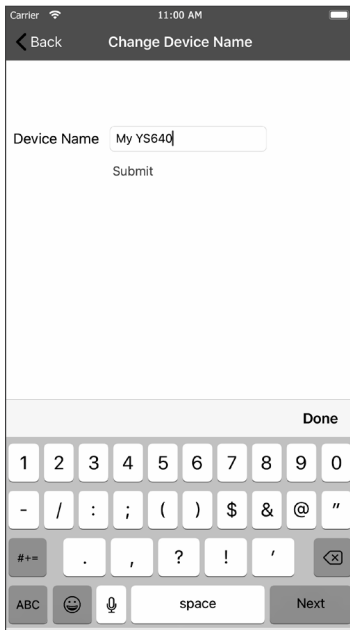 Carrier 11:00 AM
Back Change Device Name
Device Name My YS640
Submit
Done
1 2 3 4 5 6 7 8 9 0
- / : ; ( ) $ & @ "
#+= . , ? ! '
ABC space Next